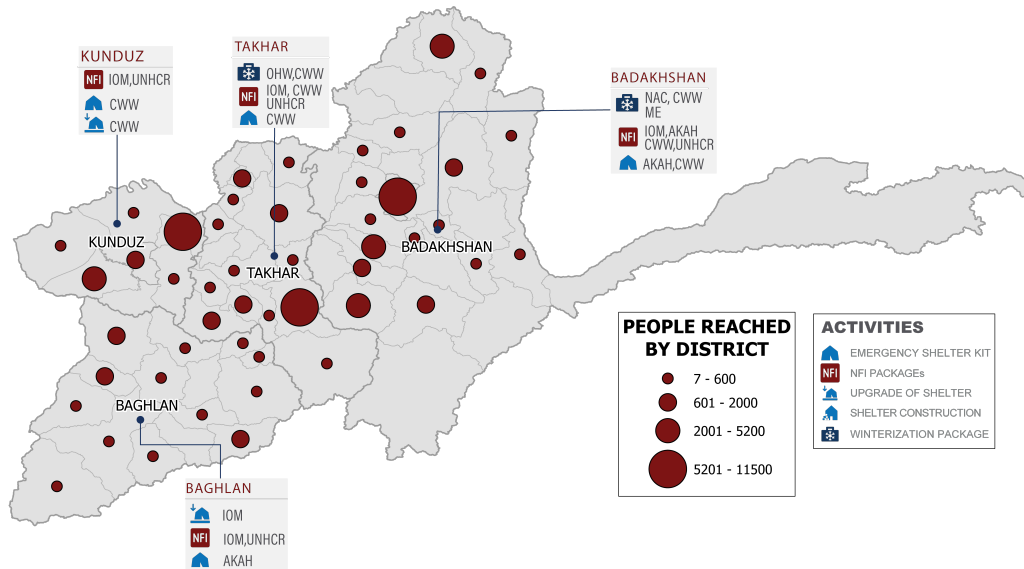 KUNDUZ
NFI IOM,UNHCR
CWW
CWW
TAKHAR
OHW,CWW
NFI IOM, CWW
UNHCR
CWW
BADAKHSHAN
NAC, CWW
ME
NFI IOM,AKAH
CWW,UNHCR
AKAH,CWW
KUNDUZ
TAKHAR
BADAKHSHAN
BAGHLAN
BAGHLAN
IOM
NFI IOM,UNHCR
AKAH
PEOPLE REACHED
BY DISTRICT
7 - 600
601 - 2000
2001 - 5200
5201 - 11500
ACTIVITIES
EMERGENCY SHELTER KIT
NFI NFI PACKAGEs
UPGRADE OF SHELTER
SHELTER CONSTRUCTION
WINTERIZATION PACKAGE